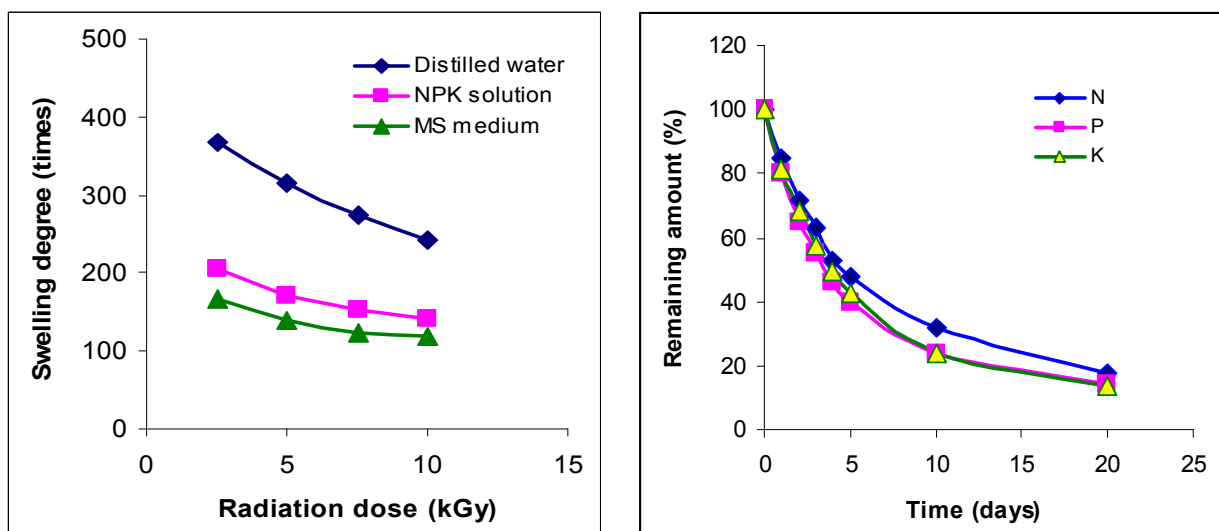 500
400
300
200
100
0
Swelling degree (times)
Distilled water
NPK solution
MS medium
0 5 10 15
Radiation dose (kGy)
120
100
80
60
40
20
0
Remaining amount (%)
N
P
K
0 5 10 15 20 25
Time (days)